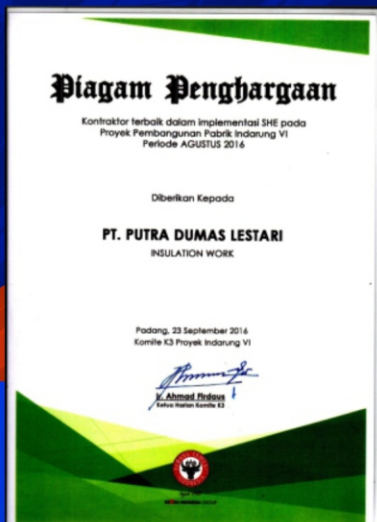 Piagam Penghargaan
Kontraktor terbaik dalam implementasi SHE pada
Proyek Pembangunan Pabrik Indarung VI
Periode AGUSTUS 2016
Diberikan Kepada
PT. PUTRA DUMAS LESTARI
INSULATION WORK
Padang, 23 September 2016
Komite K3 Proyek Indarung VI
Ir. Ahmad Firdaus
Ketua Harian Komite K3